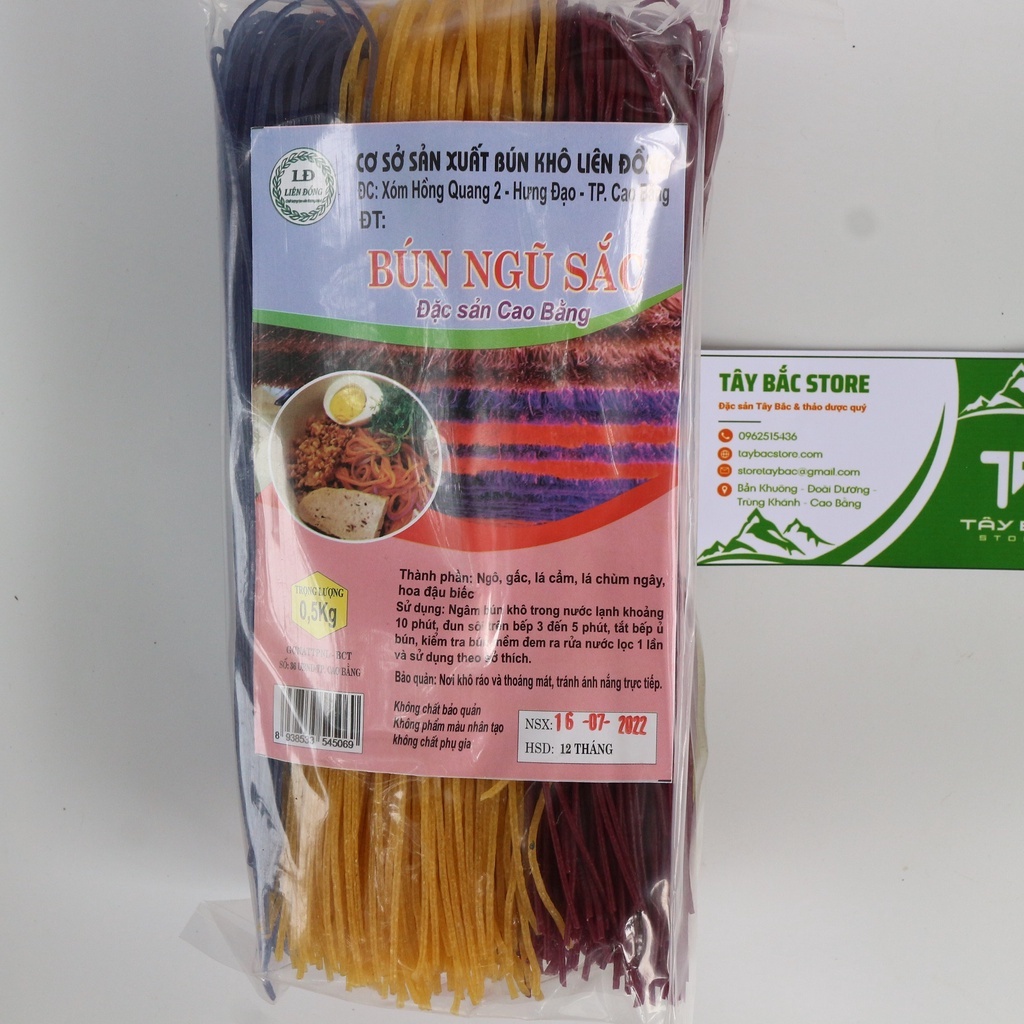 CƠ SỞ SẢN XUẤT BÚN KHÔ LIÊN
LĐ
LIÊN ĐỒNG
ĐC: Xóm Hồng Quang 2 - Hưng Đạo - TP. Cao Bằng
ĐT:
BÚN NGŨ SẮC
Đặc sản Cao Bằng
Thành phần: Ngô, gấc, lá cẩm, lá chùm ngây,
hoa đậu biếc
Sử dụng: Ngâm bún khô trong nước lạnh khoảng
10 phút, đun sôi trên bếp 3 đến 5 phút, tắt bếp ủ
bún, kiểm tra bún mềm đem ra rửa nước lọc 1 lần
và sử dụng theo sở thích.
Bảo quản: Nơi khô ráo và thoáng mát, tránh ánh nắng trực tiếp.
TRỌNG LƯỢNG
0,5Kg
CAO BẰNG
8 938533 545069
Không chất bảo quản
Không phẩm màu nhân tạo
không chất phụ gia
NSX: 16 -07- 2022
HSD: 12 THÁNG
TÂY BẮC STORE
Đặc sản Tây Bắc & thảo dược quý
0962515436
taybacstore.com
storetaybac@gmail.com
Bản Khuông - Đoài Dương -
Trùng Khánh - Cao Bằng
TÂY